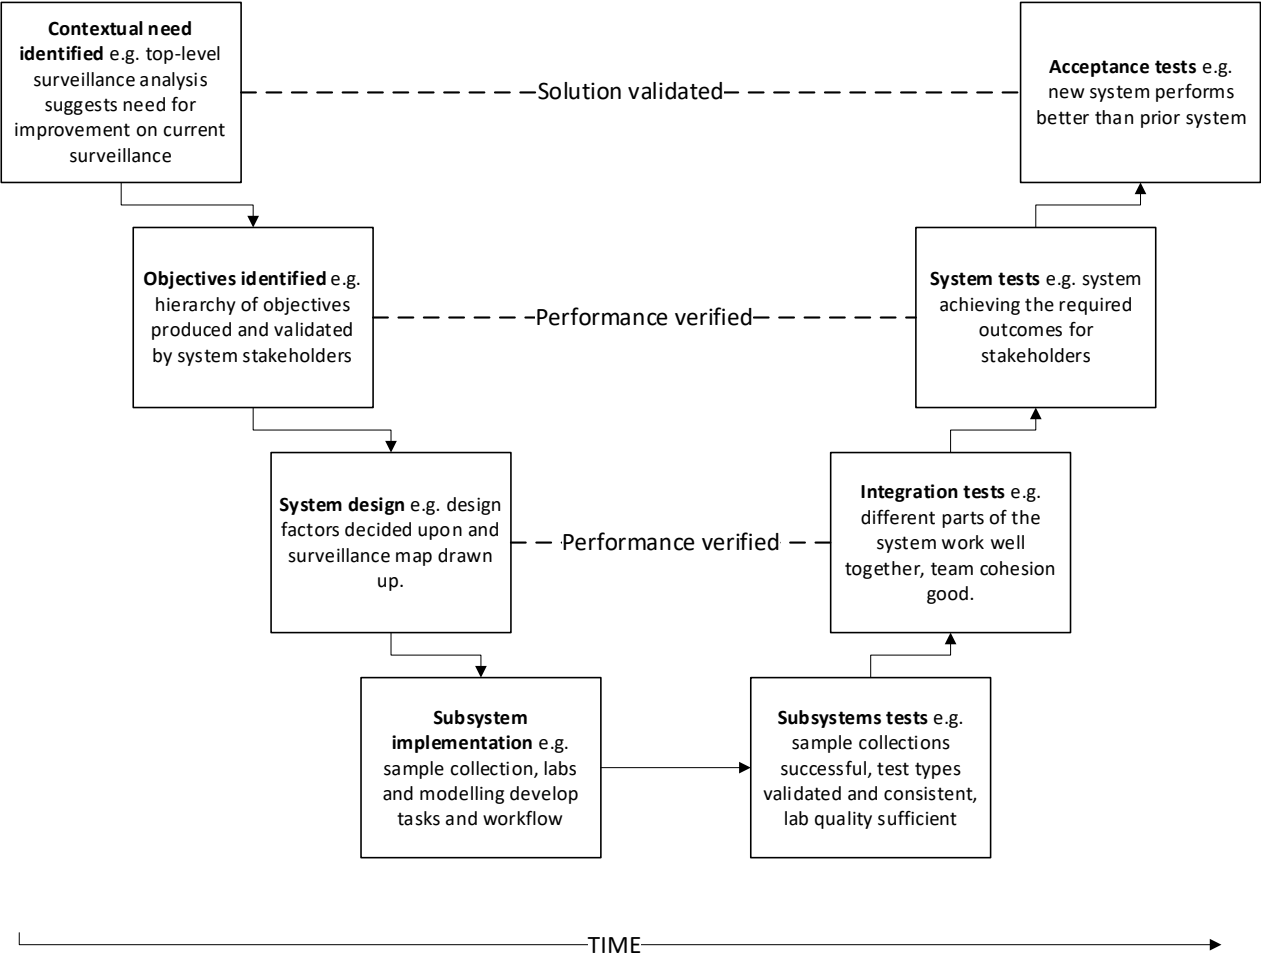 Contextual need
identified e.g. top-level
surveillance analysis
suggests need for
improvement on current
surveillance
Solution validated
Acceptance tests e.g.
new system performs
better than prior system
Objectives identified e.g.
hierarchy of objectives
produced and validated
by system stakeholders
Performance verified
System tests e.g. system
achieving the required
outcomes for
stakeholders
System design e.g. design
factors decided upon and
surveillance map drawn
up.
Performance verified
Integration tests e.g.
different parts of the
system work well
together, team cohesion
good.
Subsystem
implementation e.g.
sample collection, labs
and modelling develop
tasks and workflow
Subsystems tests e.g.
sample collections
successful, test types
validated and consistent,
lab quality sufficient
TIME